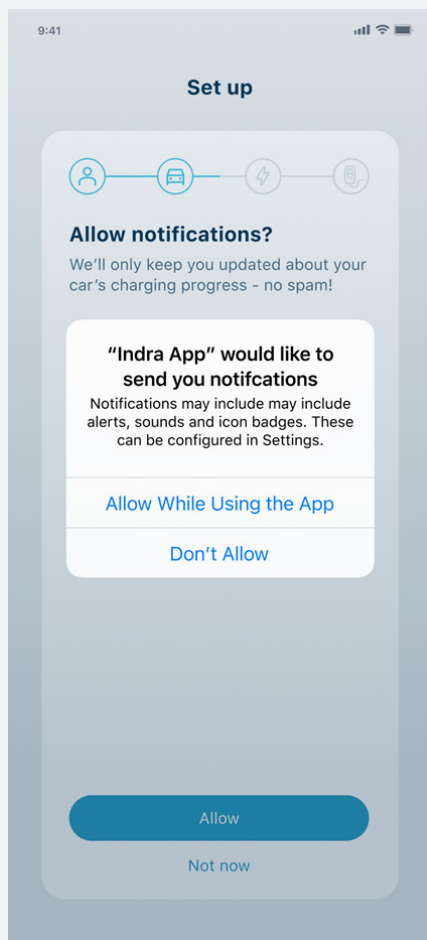 9:41
Set up
Allow notifications?
We'll only keep you updated about your
car's charging progress - no spam!
“Indra App” would like to
send you notifcations
Notifications may include may include
alerts, sounds and icon badges. These
can be configured in Settings.
Allow While Using the App
Don't Allow
Allow
Not now